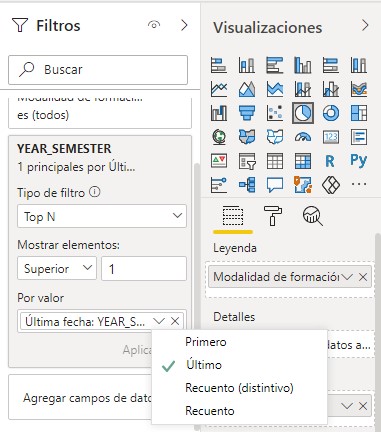 Filtros
Buscar
Modalidad de formaci...
es (todos)
YEAR_SEMESTER
1 principales por Últi...
Tipo de filtro
Top N
Mostrar elementos:
Superior
1
Por valor
Última fecha: YEAR_S...
Aplica
Agregar campos de dato
Visualizaciones
R
Py
123
...
Leyenda
Modalidad de formación
Detalles
datos a...
Primero
Último
Recuento (distintivo)
Recuento